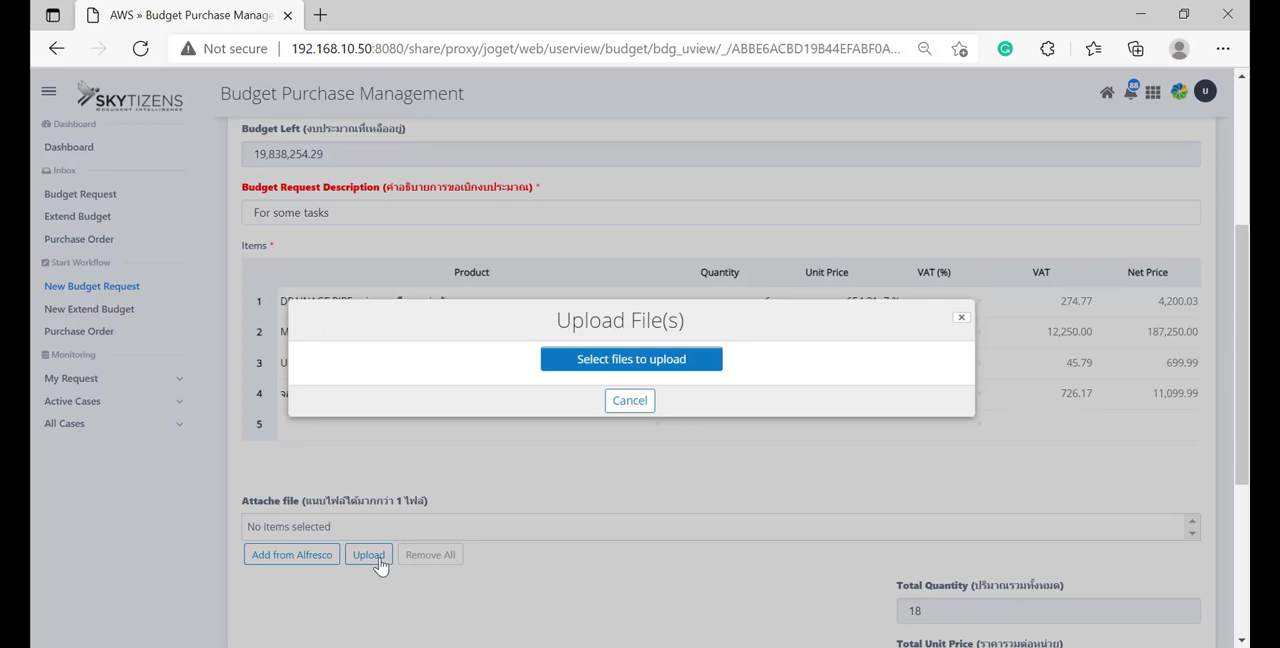 AWS » Budget Purchase Manage
Not secure
192.168.10.50:8080/share/proxy/joget/web/userview/budget/bdg_uview/_/ABBE6ACBD19B44EFABF0A...
SKYTIZENS
DOCUMENT INTELLIGENCE
Budget Purchase Management
88
U
Dashboard
Dashboard
Inbox
Budget Request
Extend Budget
Purchase Order
Start Workflow
New Budget Request
New Extend Budget
Purchase Order
Monitoring
My Request
Active Cases
All Cases
Budget Left (งบประมาณที่เหลืออยู่)
19,838,254.29
Budget Request Description (คำอธิบายการขอเบิกงบประมาณ) *
For some tasks
Items *
Product Quantity Unit Price VAT (%) VAT Net Price
1 274.77 4,200.03
2 M 12,250.00 187,250.00
3 U 45.79 699.99
4 726.17 11,099.99
5
Upload File(s)
Select files to upload
Cancel
Attache file (แนบไฟล์ได้มากกว่า 1 ไฟล์)
No items selected
Add from Alfresco Upload Remove All
Total Quantity (ปริมาณรวมทั้งหมด)
18
Total Unit Price (ราคารวมต่อหน่วย)